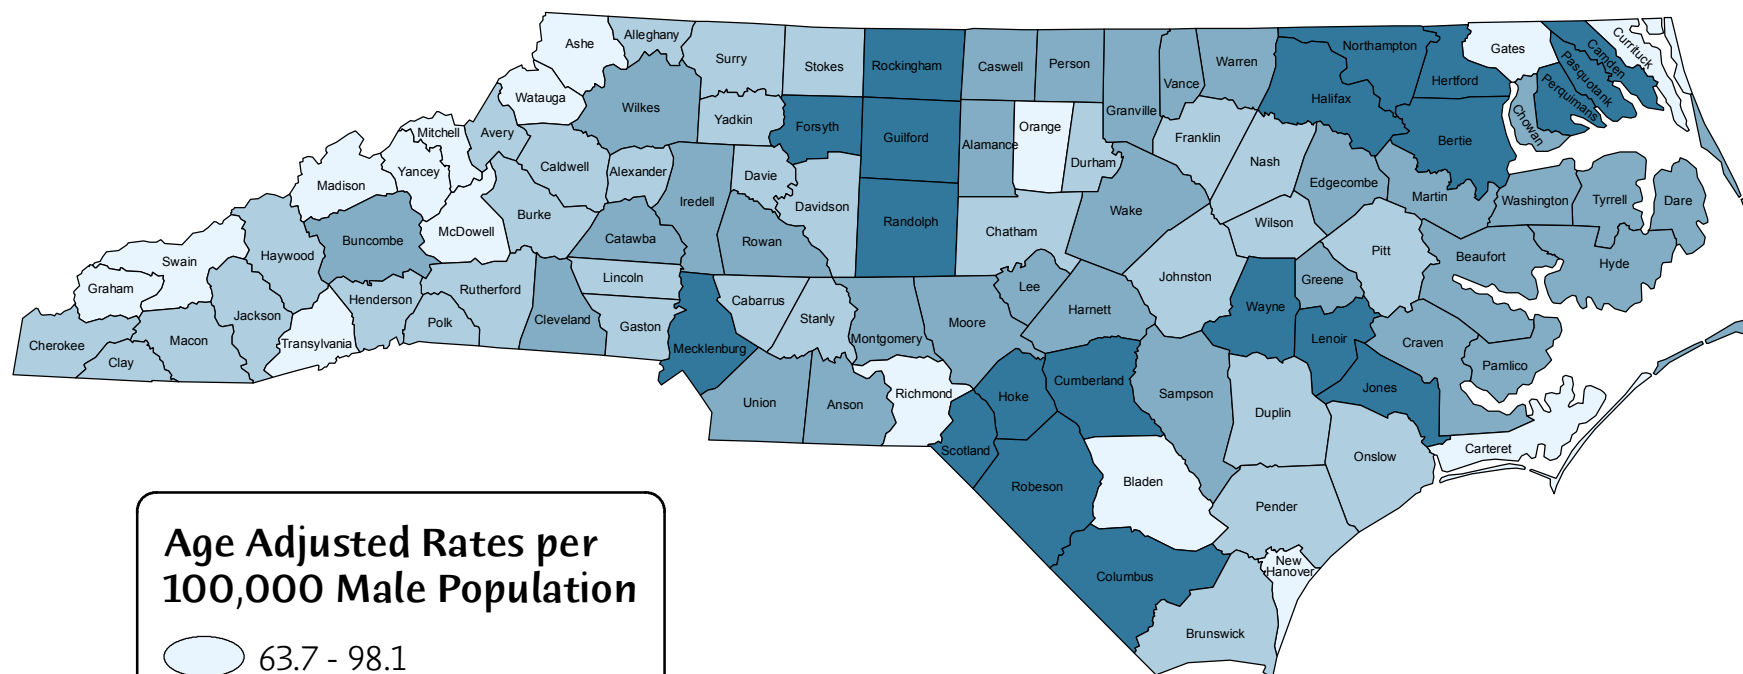 Ashe
Alleghany
Surry
Stokes
Rockingham
Caswell
Person
Granville
Vance
Warren
Northampton
Halifax
Hertford
Gates
Currituck
Camden
Pasquotank
Perquimans
Chowan
Bertie
Watauga
Wilkes
Yadkin
Forsyth
Guilford
Alamance
Orange
Durham
Franklin
Nash
Edgecombe
Martin
Washington
Tyrrell
Dare
Mitchell
Avery
Caldwell
Alexander
Davie
Davidson
Randolph
Chatham
Wake
Wilson
Madison
Yancey
Burke
Iredell
Rowan
Catawba
McDowell
Buncombe
Haywood
Swain
Graham
Cherokee
Clay
Macon
Jackson
Transylvania
Henderson
Polk
Rutherford
Cleveland
Lincoln
Gaston
Mecklenburg
Cabarrus
Stanly
Montgomery
Moore
Lee
Harnett
Johnston
Wayne
Greene
Pitt
Beaufort
Hyde
Lenoir
Craven
Pamlico
Jones
Carteret
Union
Anson
Richmond
Scotland
Hoke
Cumberland
Sampson
Duplin
Onslow
Robeson
Bladen
Pender
Columbus
New
Hanover
Brunswick
Age Adjusted Rates per
100,000 Male Population
63.7 - 98.1